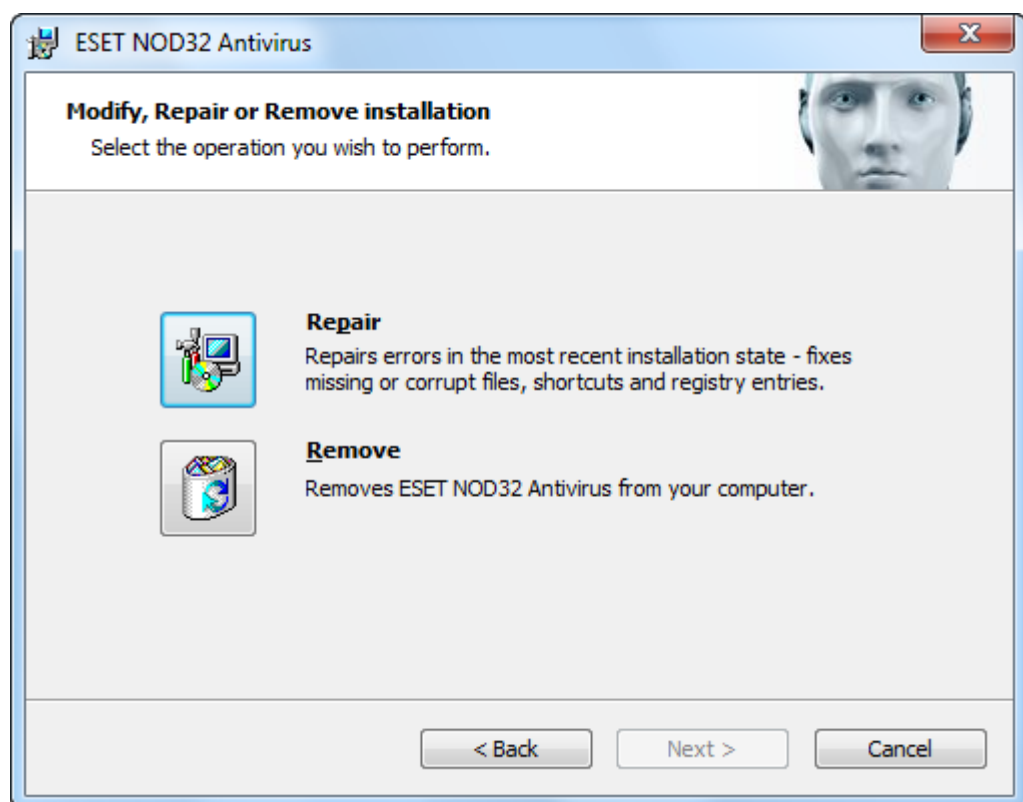 ESET NOD32 Antivirus
Modify, Repair or Remove installation
Select the operation you wish to perform.
Repair
Repairs errors in the most recent installation state - fixes
missing or corrupt files, shortcuts and registry entries.
Remove
Removes ESET NOD32 Antivirus from your computer.
< Back
Next >
Cancel